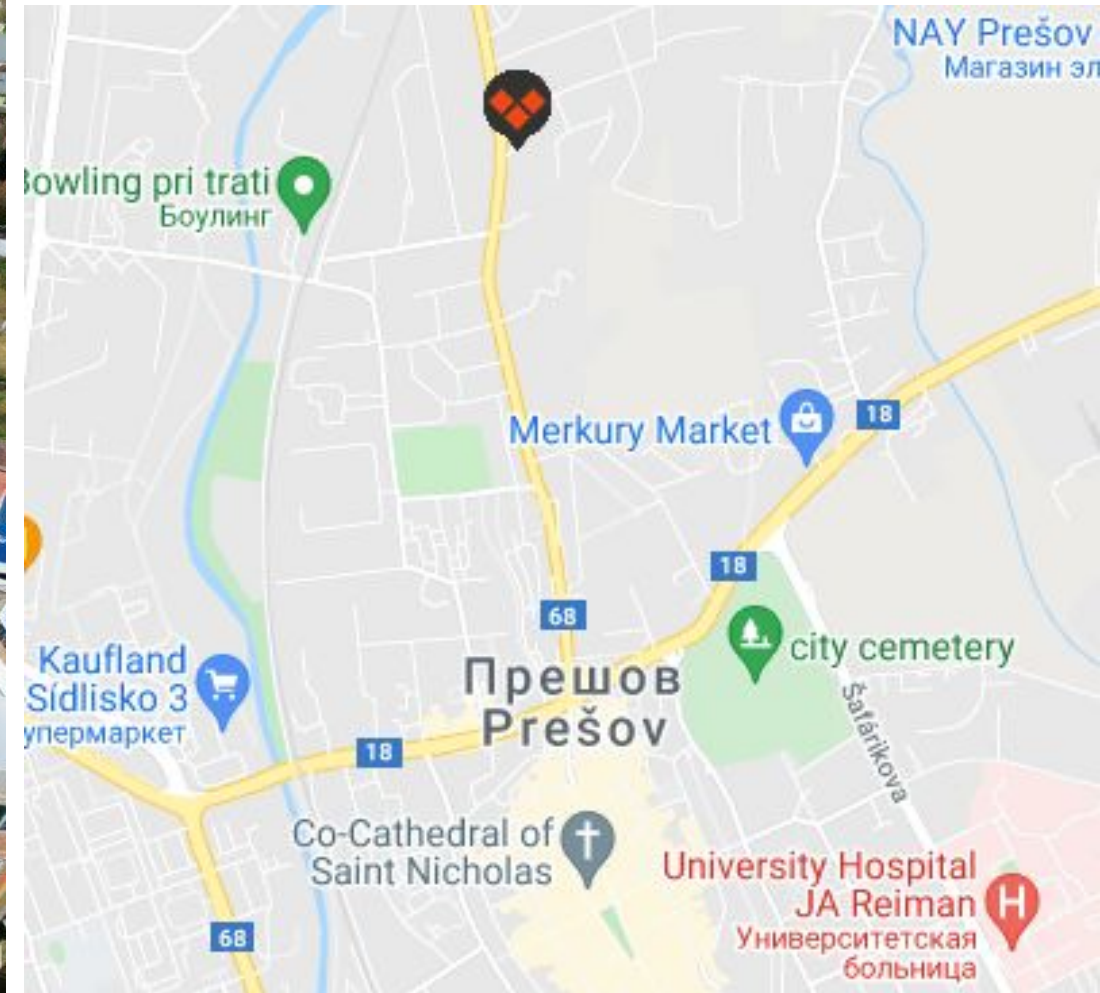 NAY Prešov
Магазин эл
Bowling pri trati
Боулинг
Merkury Market
18
18
68
city cemetery
Kaufland
Sídlisko 3
упермаркет
Прешов
Prešov
18
Šafárikova
Co-Cathedral of
Saint Nicholas
University Hospital
JA Reiman
Университетская
больница
68